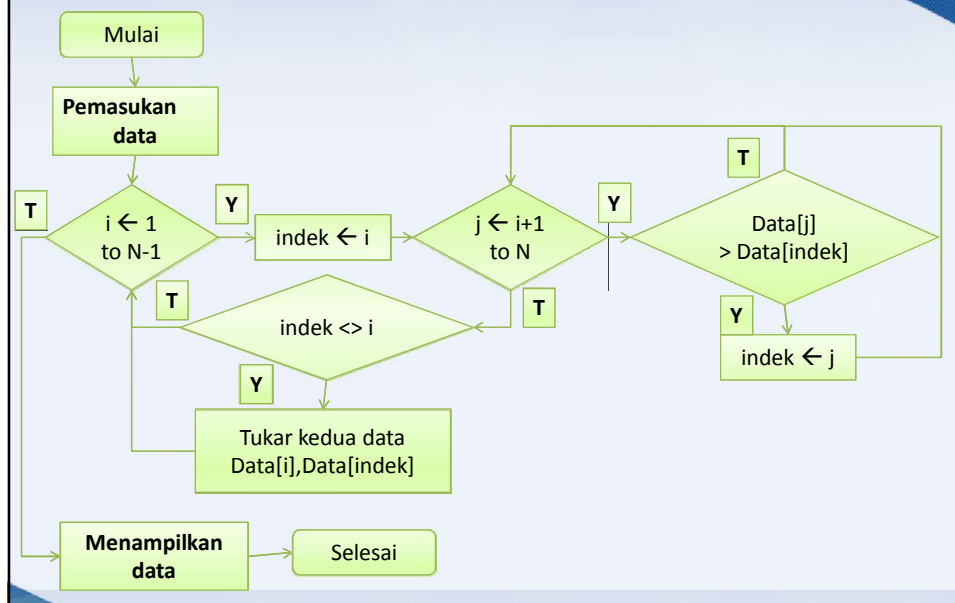 Mulai
Pemasukan
data
T
i ← 1
to N-1
Y
indek ← i
j ← i+1
to N
Y
T
Data[j]
> Data[indek]
Y
indek ← j
T
indek <> i
T
Y
Tukar kedua data
Data[i],Data[indek]
Menampilkan
data
Selesai